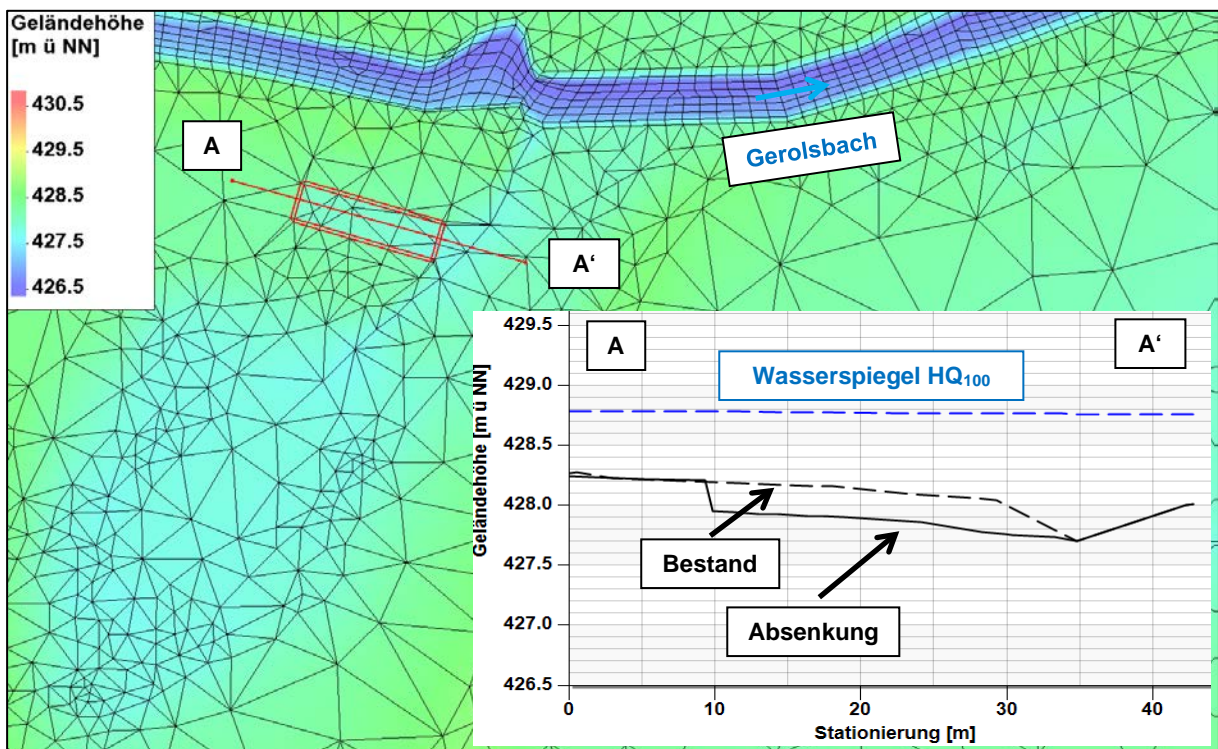 Geländehöhe
[m ü NN]
430.5
429.5
428.5
427.5
426.5
A
A‘
Gerolsbach
429.5
429.0
428.5
428.0
427.5
427.0
426.5
Geländehöhe [m ü NN]
A
A‘
Wasserspiegel HQ₁₀₀
Bestand
Absenkung
0
10
20
30
40
Stationierung [m]